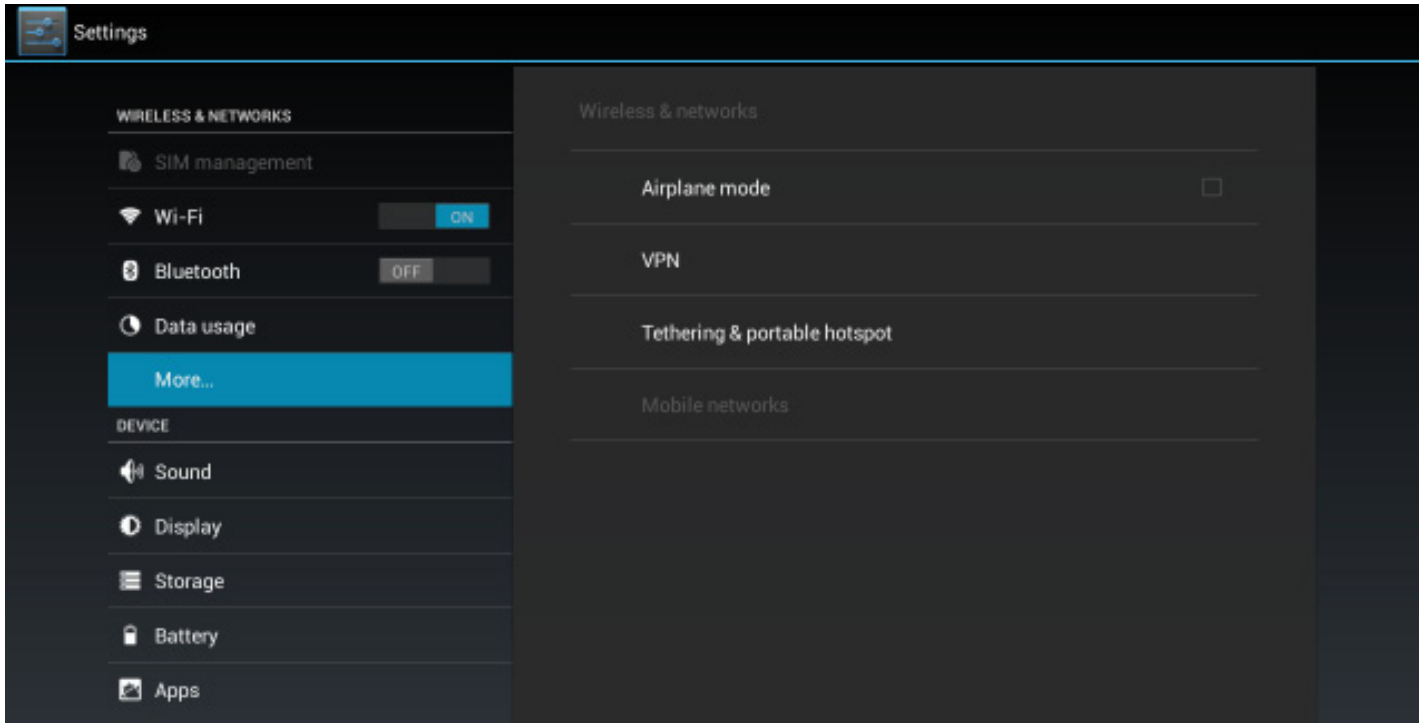 Settings
WIRELESS & NETWORKS
SIM management
Wi-Fi ON
Bluetooth OFF
Data usage
More...
DEVICE
Sound
Display
Storage
Battery
Apps
Wireless & networks
Airplane mode
VPN
Tethering & portable hotspot
Mobile networks